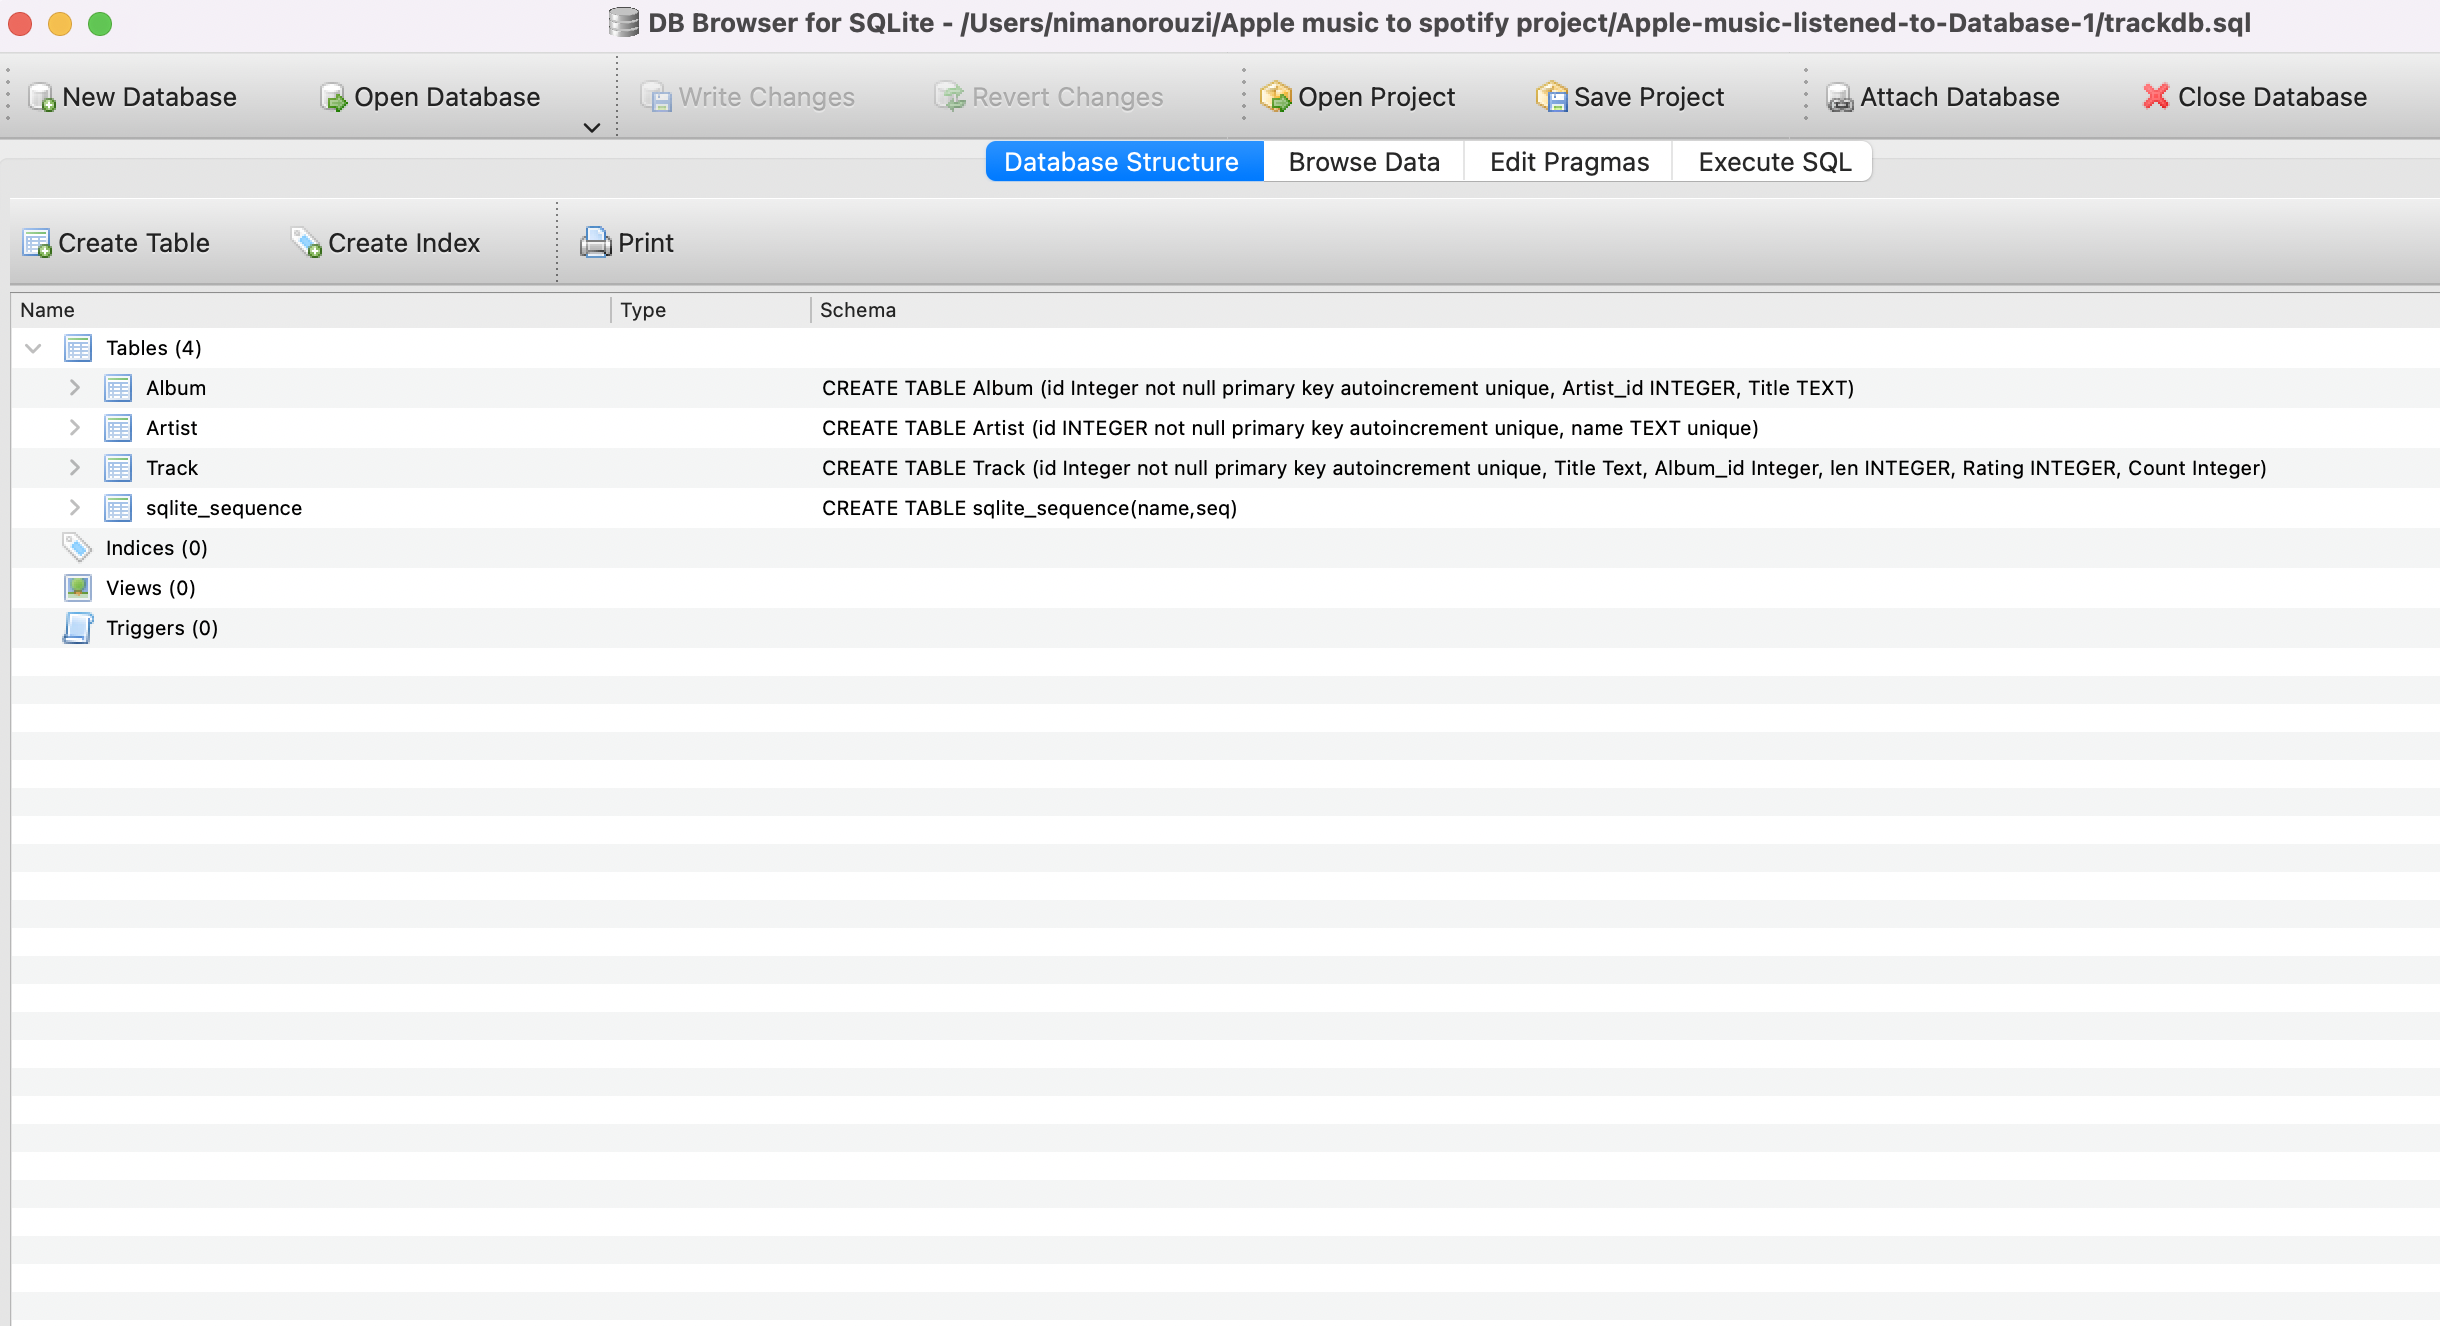 DB Browser for SQLite - /Users/nimanorouzi/Apple music to spotify project/Apple-music-listened-to-Database-1/trackdb.sql
New Database Open Database Write Changes Revert Changes Open Project Save Project Attach Database Close Database
Database Structure Browse Data Edit Pragmas Execute SQL
Create Table Create Index Print
Name Type Schema
Tables (4)
Album CREATE TABLE Album (id Integer not null primary key autoincrement unique, Artist_id INTEGER, Title TEXT)
Artist CREATE TABLE Artist (id INTEGER not null primary key autoincrement unique, name TEXT unique)
Track CREATE TABLE Track (id Integer not null primary key autoincrement unique, Title Text, Album_id Integer, len INTEGER, Rating INTEGER, Count Integer)
sqlite_sequence CREATE TABLE sqlite_sequence(name,seq)
Indices (0)
Views (0)
Triggers (0)